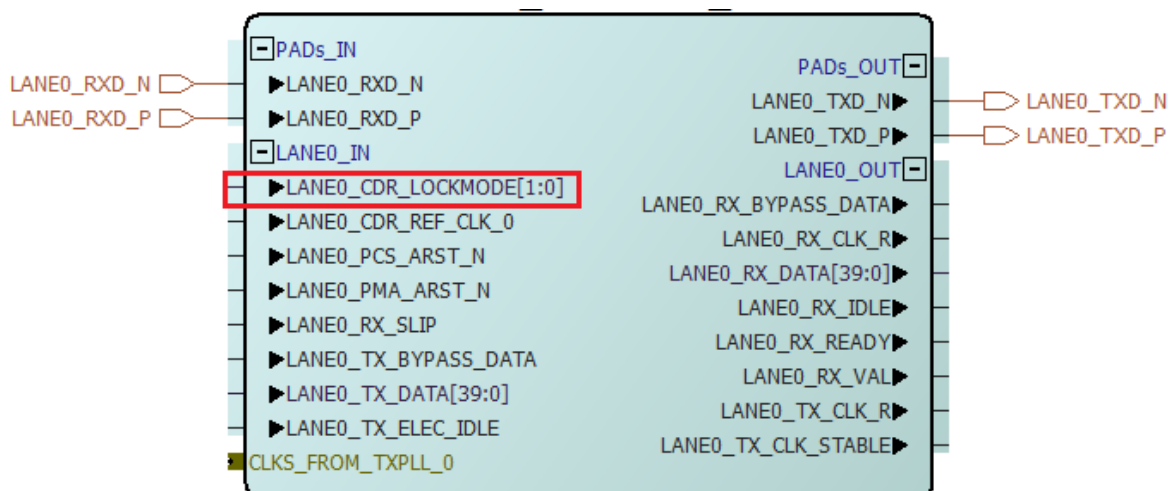 PADs_IN
LANE0_RXD_N
LANE0_RXD_N
LANE0_RXD_P
LANE0_RXD_P
LANE0_IN
LANE0_CDR_LOCKMODE[1:0]
LANE0_CDR_REF_CLK_0
LANE0_PCS_ARST_N
LANE0_PMA_ARST_N
LANE0_RX_SLIP
LANE0_TX_BYPASS_DATA
LANE0_TX_DATA[39:0]
LANE0_TX_ELEC_IDLE
CLKS_FROM_TXPLL_0
PADs_OUT
LANE0_TXD_N
LANE0_TXD_N
LANE0_TXD_P
LANE0_TXD_P
LANE0_OUT
LANE0_RX_BYPASS_DATA
LANE0_RX_CLK_R
LANE0_RX_DATA[39:0]
LANE0_RX_IDLE
LANE0_RX_READY
LANE0_RX_VAL
LANE0_TX_CLK_R
LANE0_TX_CLK_STABLE